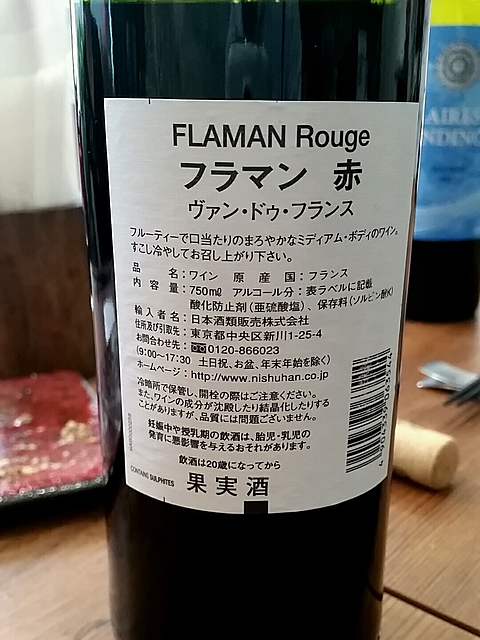 FLAMAN Rouge
フラマン 赤
ヴァン・ドゥ・フランス
フルーティーで口当たりのまろやかなミディアム・ボディのワイン。
すこし冷やしてお召し上がり下さい。
品 名：ワイン 原 産 国：フランス
内 容 量：750mℓ アルコール分：表ラベルに記載
酸化防止剤（亜硫酸塩）、保存料（ソルビン酸K）
輸 入 者 名：日本酒類販売株式会社
住所及び引取先：東京都中央区新川1-25-4
お問合わせ先：0120-866023
（9:00～17:30 土日祝、お盆、年末年始を除く）
ホームページ：http://www.nishuhan.co.jp
冷暗所で保管し、開栓の際はご注意ください。
また、ワインの成分が沈殿したり結晶化したりする
ことがありますが、品質には問題ございません。
妊娠中や授乳期の飲酒は、胎児・乳児の
発育に悪影響を与えるおそれがあります。
飲酒は20歳になってから
CONTAINS SULPHITES 果実酒
AIRES
NDINO